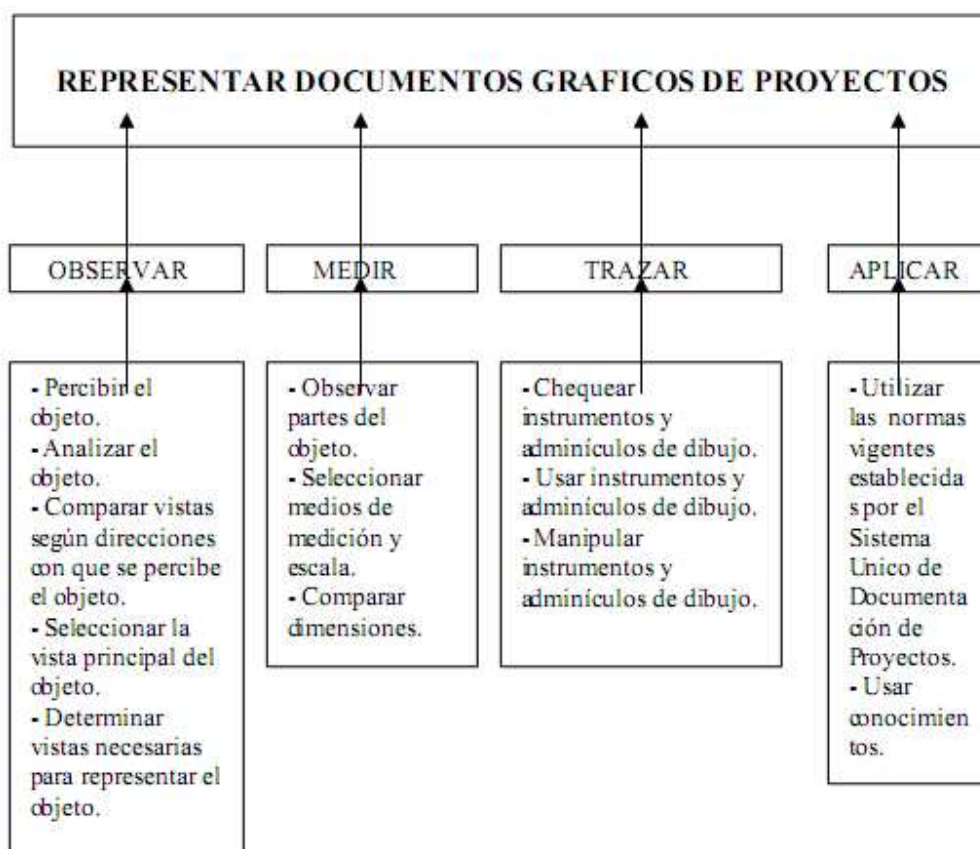 REPRESENTAR DOCUMENTOS GRAFICOS DE PROYECTOS
OBSERVAR
MEDIR
TRAZAR
APLICAR
- Percibir el
objeto.
- Analizar el
objeto.
- Comparar vistas
según direcciones
con que se percibe
el objeto.
- Seleccionar la
vista principal del
objeto.
- Determinar
vistas necesarias
para representar el
objeto.
- Observar
partes del
objeto.
- Seleccionar
medios de
medición y
escala.
- Comparar
dimensiones.
- Chequear
instrumentos y
adminículos de dibujo.
- Usar instrumentos y
adminículos de dibujo.
- Manipular
instrumentos y
adminículos de dibujo.
- Utilizar
las normas
vigentes
establecida
s por el
Sistema
Unico de
Documenta
ción de
Proyectos.
- Usar
conocimien
tos.